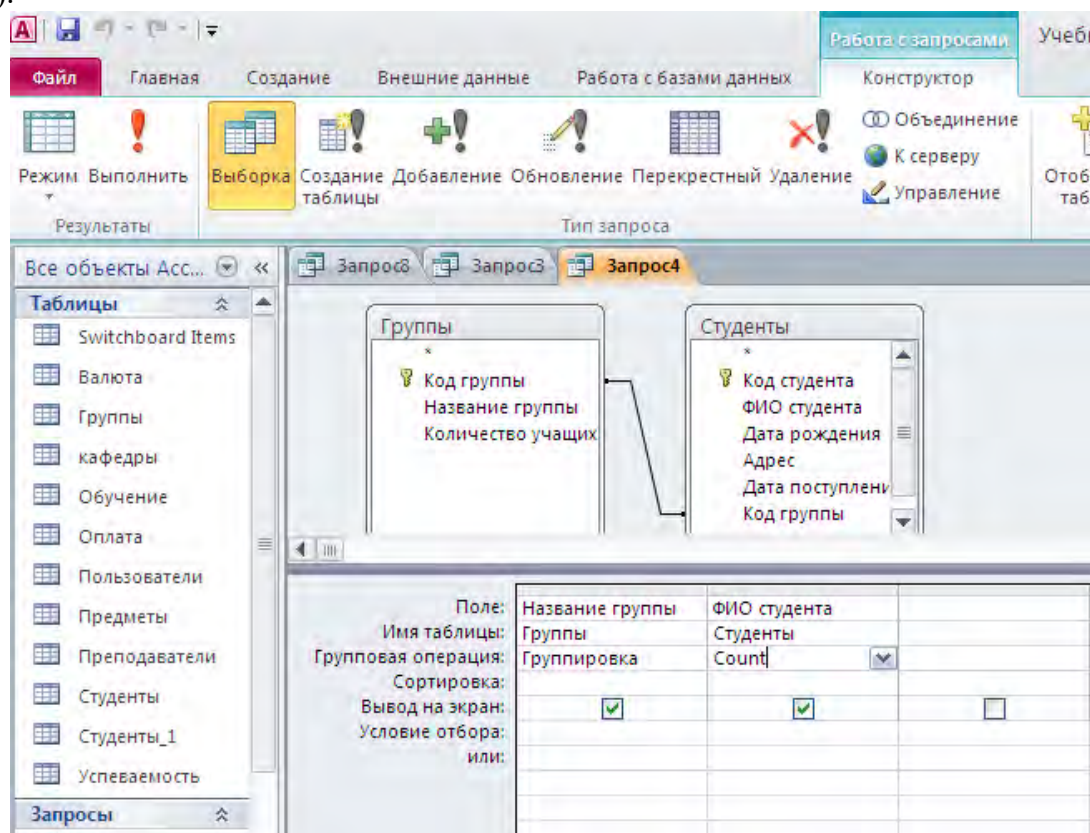 A
Работа с запросами
Файл Главная Создание Внешние данные Работа с базами данных Конструктор
Режим Выполнить Выборка Создание таблицы Добавление Обновление Перекрестный Удаление
Объединение
К серверу
Управление
Результаты Тип запроса
Все объекты Acc... «
Запрос8 Запрос3 Запрос4
Таблицы
Switchboard Items
Валюта
Группы
кафедры
Обучение
Оплата
Пользователи
Предметы
Преподаватели
Студенты
Студенты_1
Успеваемость
Запросы
Группы
*
Код группы
Название группы
Количество учащих
Студенты
*
Код студента
ФИО студента
Дата рождения
Адрес
Дата поступлени
Код группы
Поле: Название группы ФИО студента
Имя таблицы: Группы Студенты
Групповая операция: Группировка Count
Сортировка:
Вывод на экран:
Условие отбора:
или: